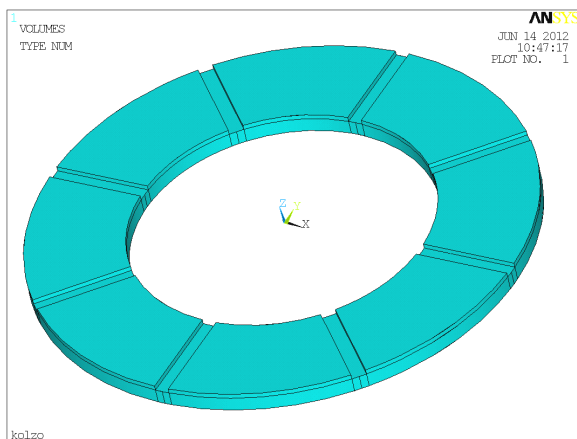 1
VOLUMES
TYPE NUM
ANSYS
JUN 14 2012
10:47:17
PLOT NO. 1
Z
Y
X
kolzo